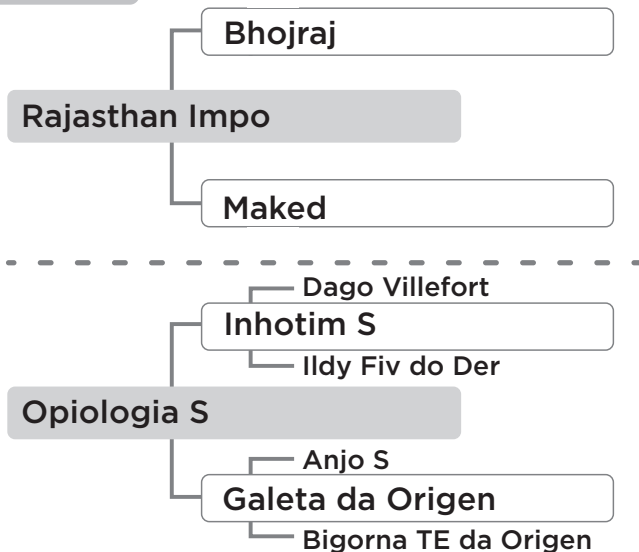 Bhojraj
Rajasthan Impo
Maked
Dago Villefort
Inhotim S
Ildy Fiv do Der
Opiologia S
Anjo S
Galeta da Origen
Bigorna TE da Origen